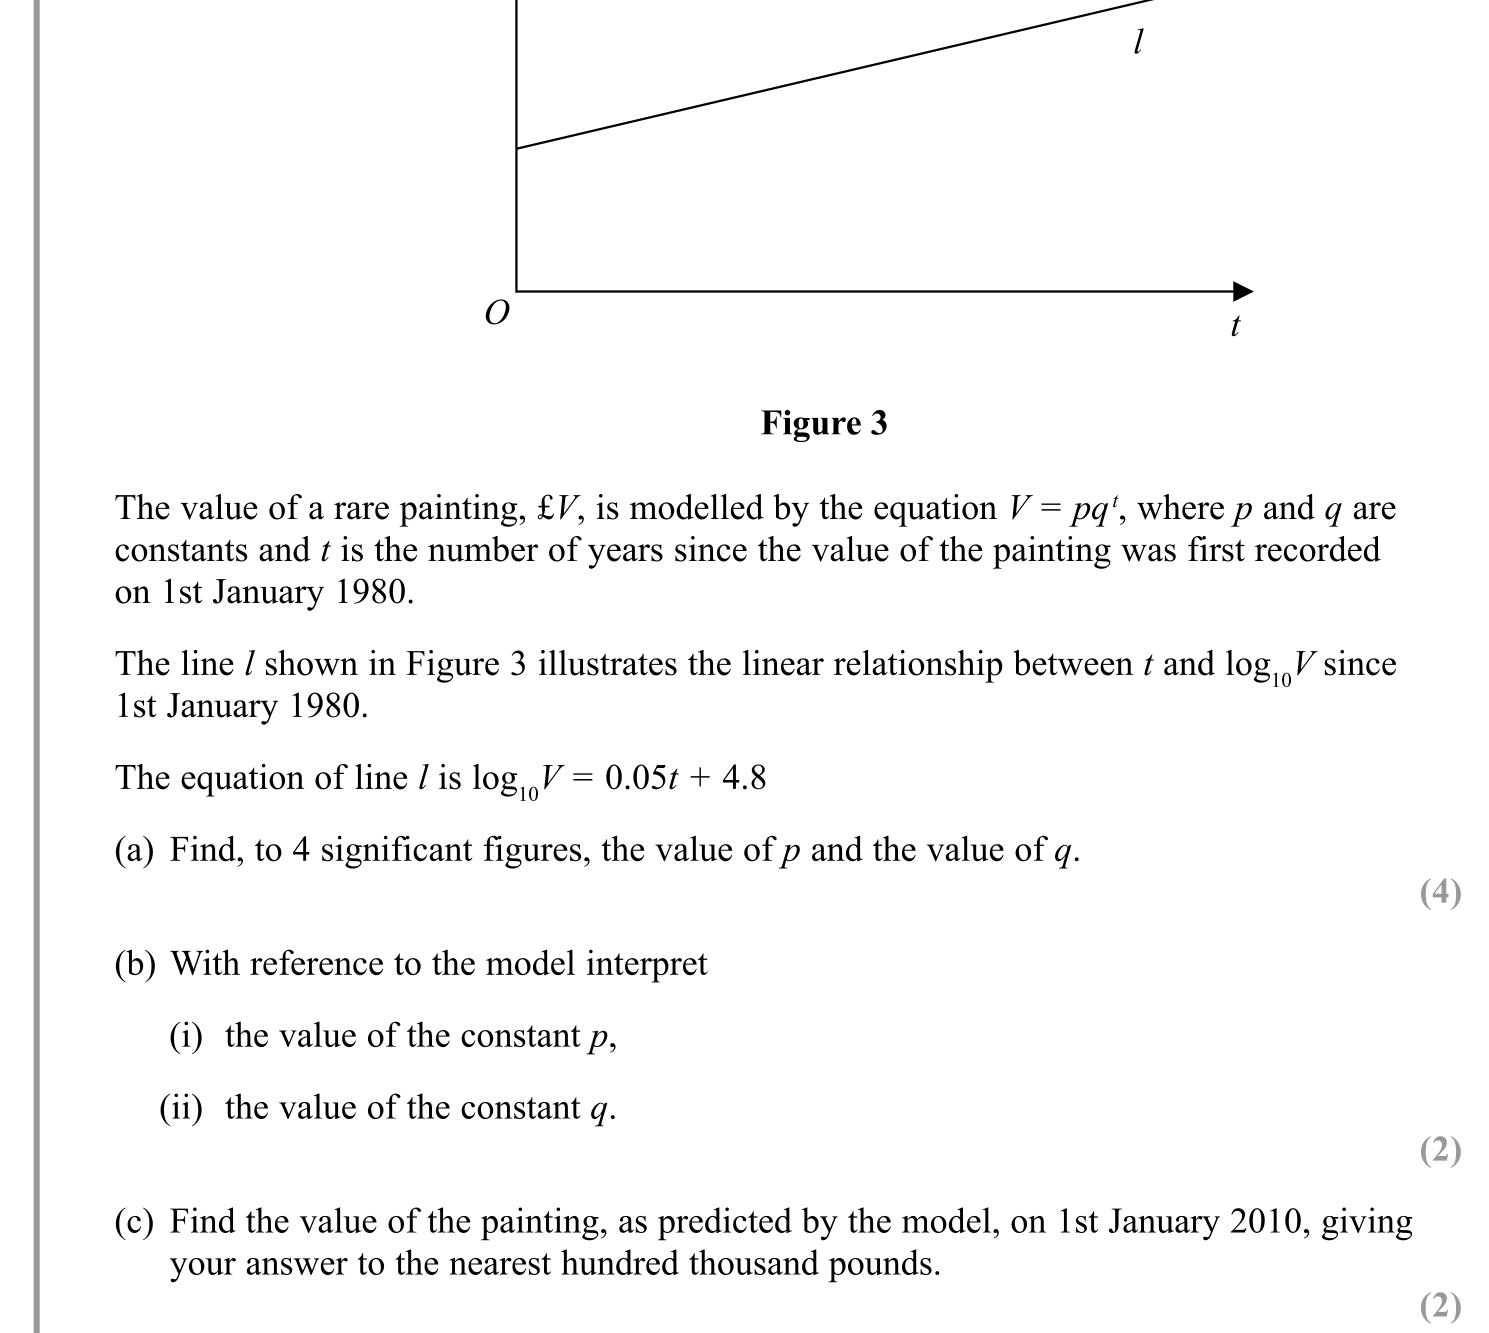 l
O
t
Figure 3
The value of a rare painting, £V, is modelled by the equation V = pqᵗ, where p and q are
constants and t is the number of years since the value of the painting was first recorded
on 1st January 1980.
The line l shown in Figure 3 illustrates the linear relationship between t and log₁₀V since
1st January 1980.
The equation of line l is log₁₀V = 0.05t + 4.8
(a) Find, to 4 significant figures, the value of p and the value of q.
(4)
(b) With reference to the model interpret
(i) the value of the constant p,
(ii) the value of the constant q.
(2)
(c) Find the value of the painting, as predicted by the model, on 1st January 2010, giving
your answer to the nearest hundred thousand pounds.
(2)